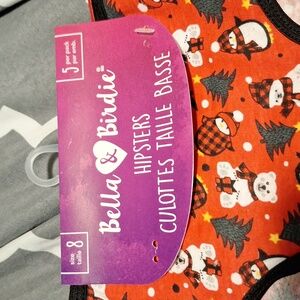 5 per pack
par emb.
Bella & Birdie
HIPSTERS
CULOTTES TAILLE BASSE
size 8
taille